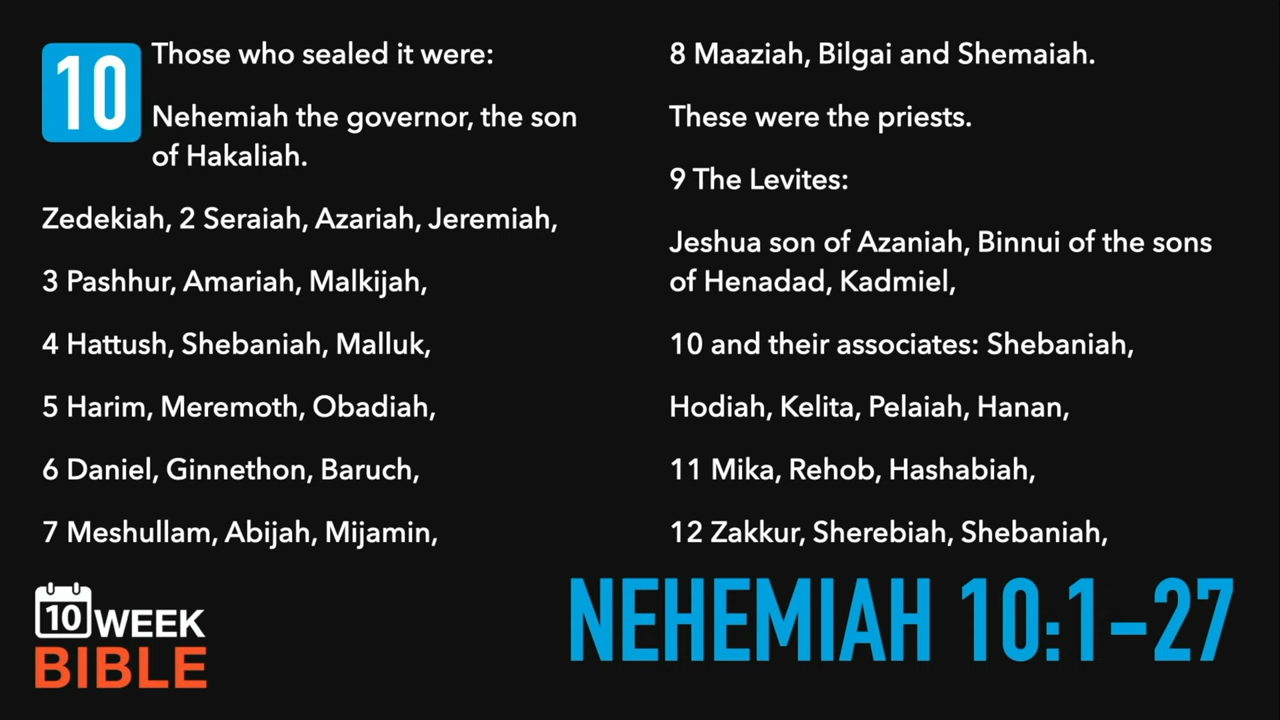 10
Those who sealed it were:
Nehemiah the governor, the son
of Hakaliah.
Zedekiah, 2 Seraiah, Azariah, Jeremiah,
3 Pashhur, Amariah, Malkijah,
4 Hattush, Shebaniah, Malluk,
5 Harim, Meremoth, Obadiah,
6 Daniel, Ginnethon, Baruch,
7 Meshullam, Abijah, Mijamin,
8 Maaziah, Bilgai and Shemaiah.
These were the priests.
9 The Levites:
Jeshua son of Azaniah, Binnui of the sons
of Henadad, Kadmiel,
10 and their associates: Shebaniah,
Hodiah, Kelita, Pelaiah, Hanan,
11 Mika, Rehob, Hashabiah,
12 Zakkur, Sherebiah, Shebaniah,
10 WEEK
BIBLE
NEHEMIAH 10:1–27